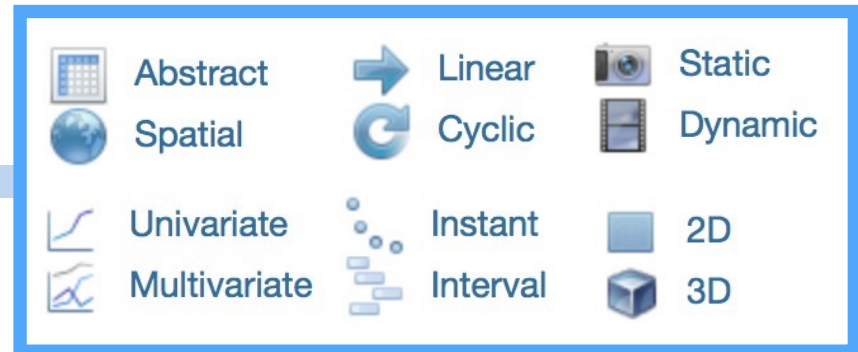 Abstract Linear Static
Spatial Cyclic Dynamic
Univariate Instant 2D
Multivariate Interval 3D